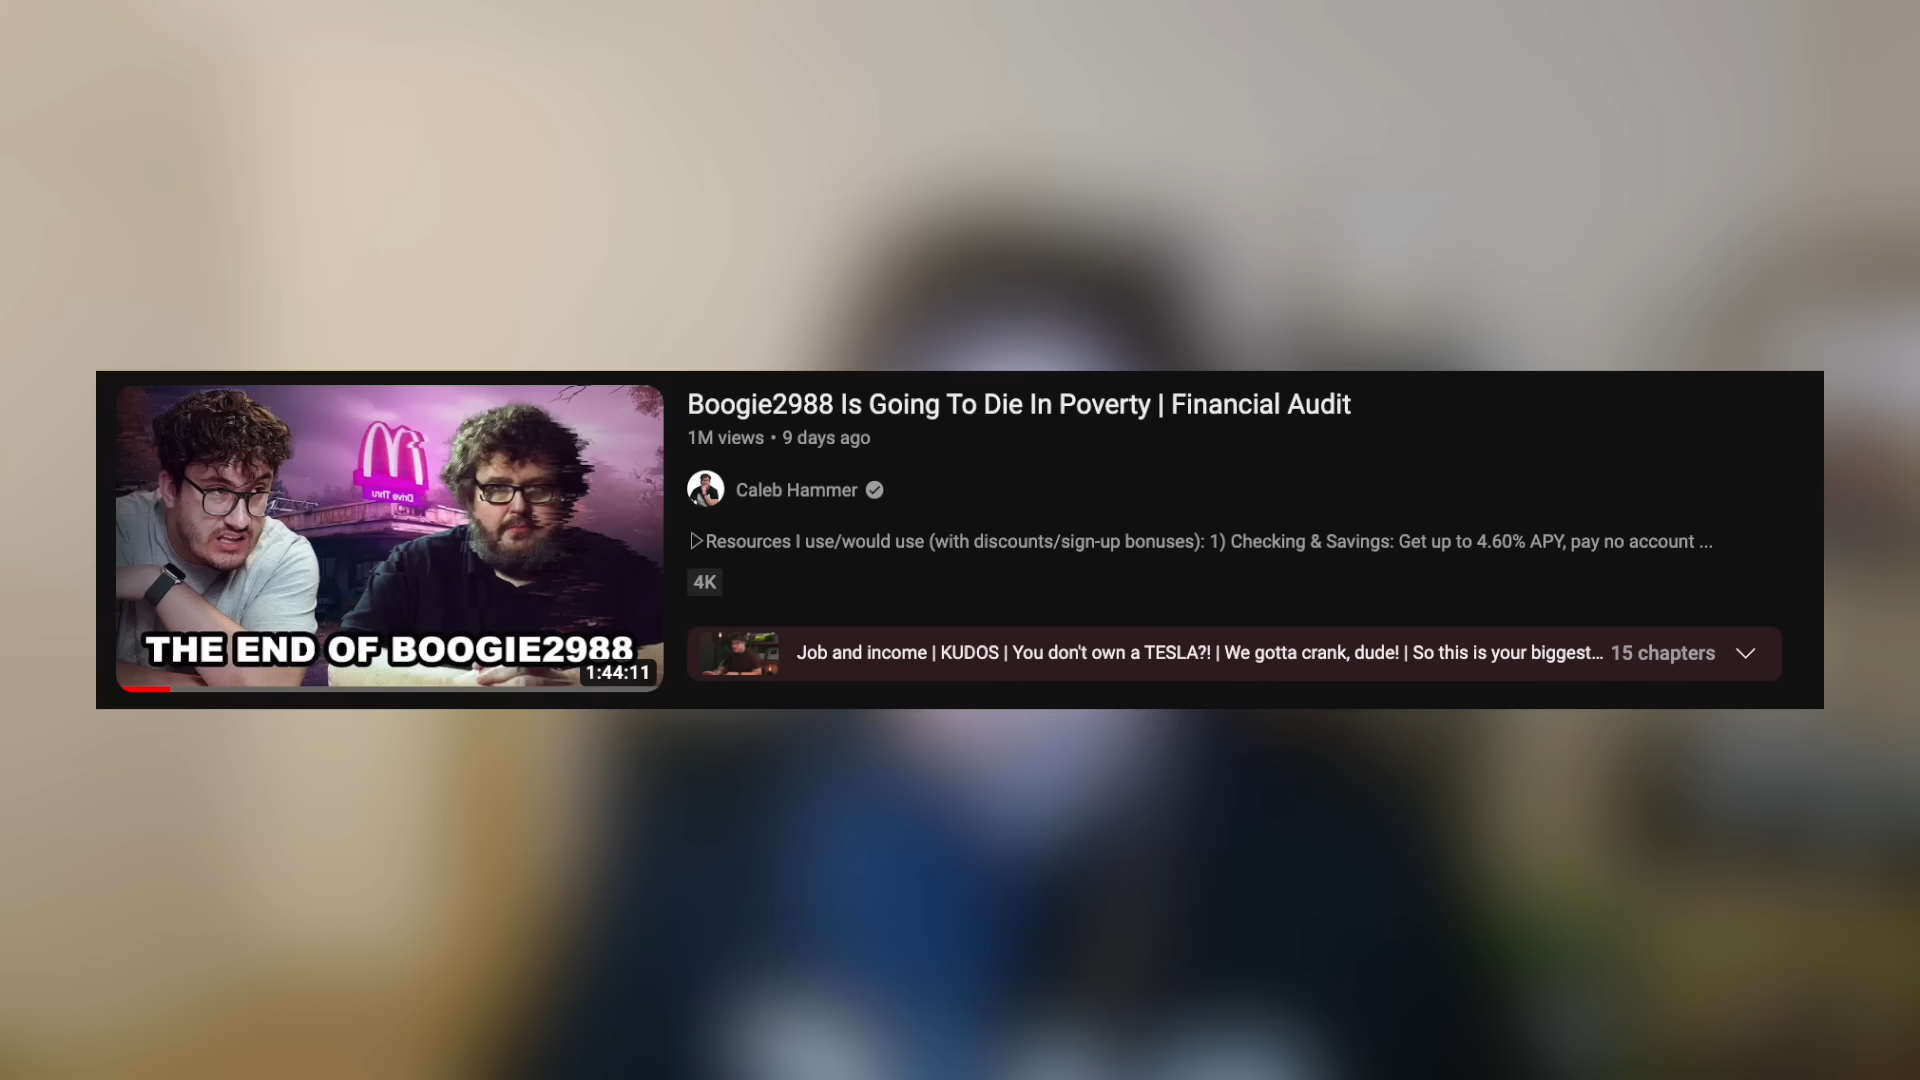 Boogie2988 Is Going To Die In Poverty | Financial Audit
1M views • 9 days ago
Caleb Hammer
Resources I use/would use (with discounts/sign-up bonuses): 1) Checking & Savings: Get up to 4.60% APY, pay no account ...
4K
Job and income | KUDOS | You don't own a TESLA?! | We gotta crank, dude! | So this is your biggest... 15 chapters
Drive Thru
THE END OF BOOGIE2988
1:44:11